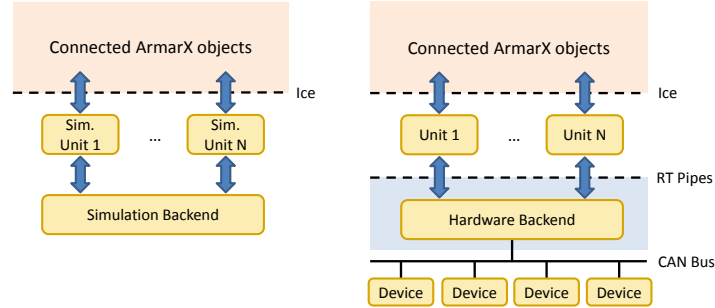 Connected ArmarX objects
Ice
Sim.
Unit 1
...
Sim.
Unit N
Simulation Backend
Connected ArmarX objects
Ice
Unit 1
...
Unit N
RT Pipes
Hardware Backend
CAN Bus
Device
Device
Device
Device